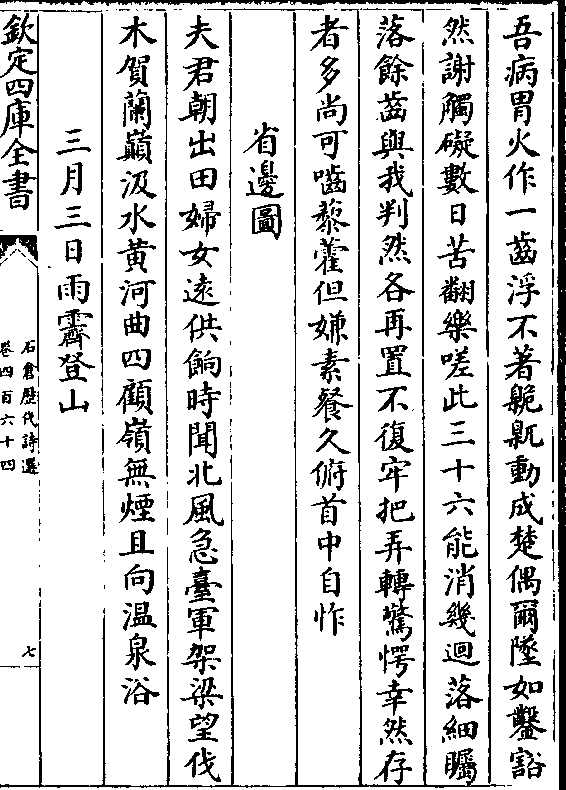 吾病胃火作一齒浮不著臲卼動成楚偶爾墜如鑿豁
然謝觸礙數日苦翻樂嗟此三十六能消幾迴落細矚
落餘齒與我判然各再置不復牢把弄轉驚愕幸然存
者多尚可嚙藜藿但嫌素餐久俯首中自怍
省邊圖
夫君朝出田婦女遠供餉時聞北風急臺軍架梁望伐
木賀蘭巔汲水黄河曲四顧嶺無煙且向温泉浴
三月三日雨霽登山
欽定四庫全書
石倉歷代詩選
卷四百六十四
七